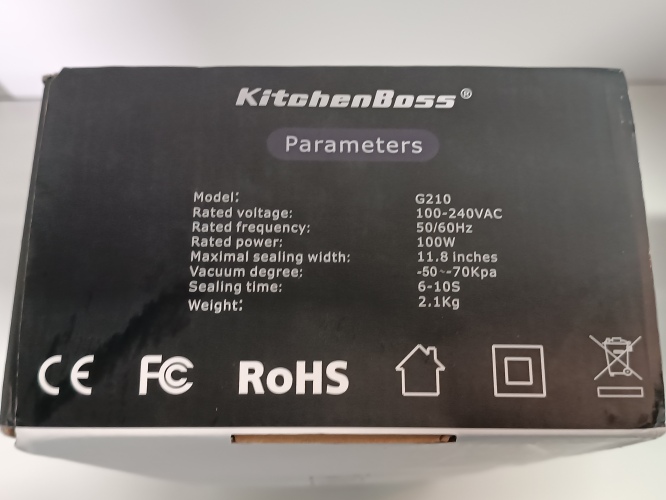 KitchenBoss®
Parameters
Model: G210
Rated voltage: 100-240VAC
Rated frequency: 50/60Hz
Rated power: 100W
Maximal sealing width: 11.8 inches
Vacuum degree: -50~-70Kpa
Sealing time: 6-10S
Weight: 2.1Kg
CE FC RoHS